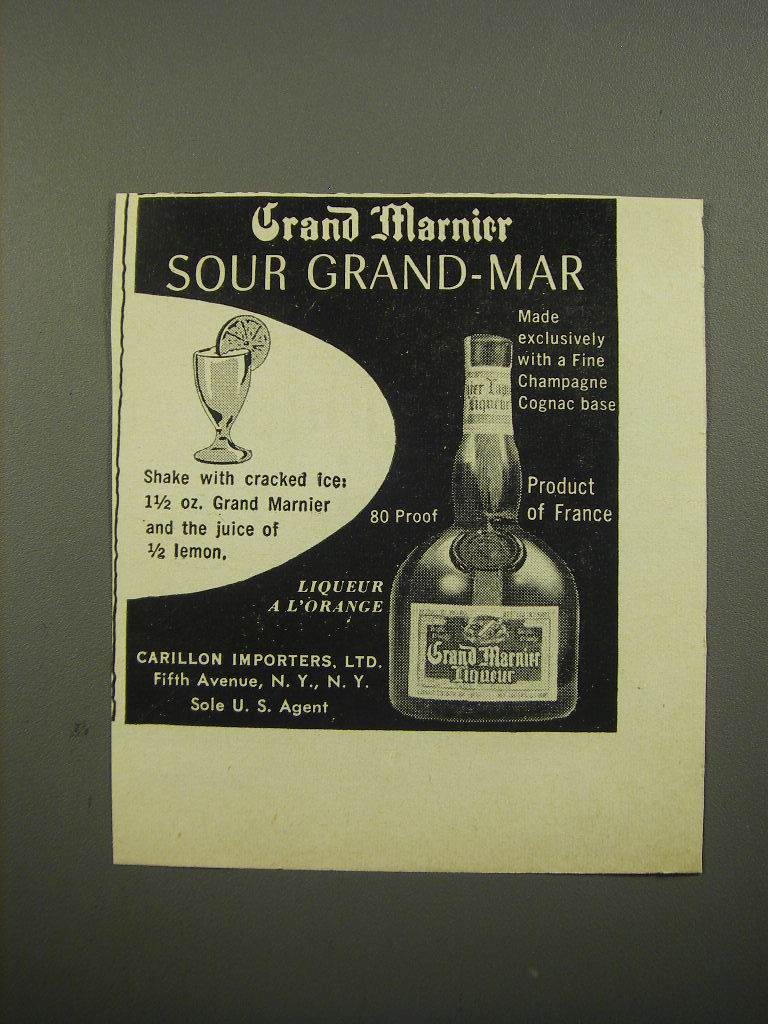 Grand Marnier
SOUR GRAND-MAR
Made
exclusively
with a Fine
Champagne
Cognac base
Shake with cracked ice:
1½ oz. Grand Marnier
and the juice of
½ lemon.
80 Proof
Product
of France
LIQUEUR
A L'ORANGE
CARILLON IMPORTERS, LTD.
Fifth Avenue, N. Y., N. Y.
Sole U. S. Agent
Liqueur
Grand Marnier
Liqueur